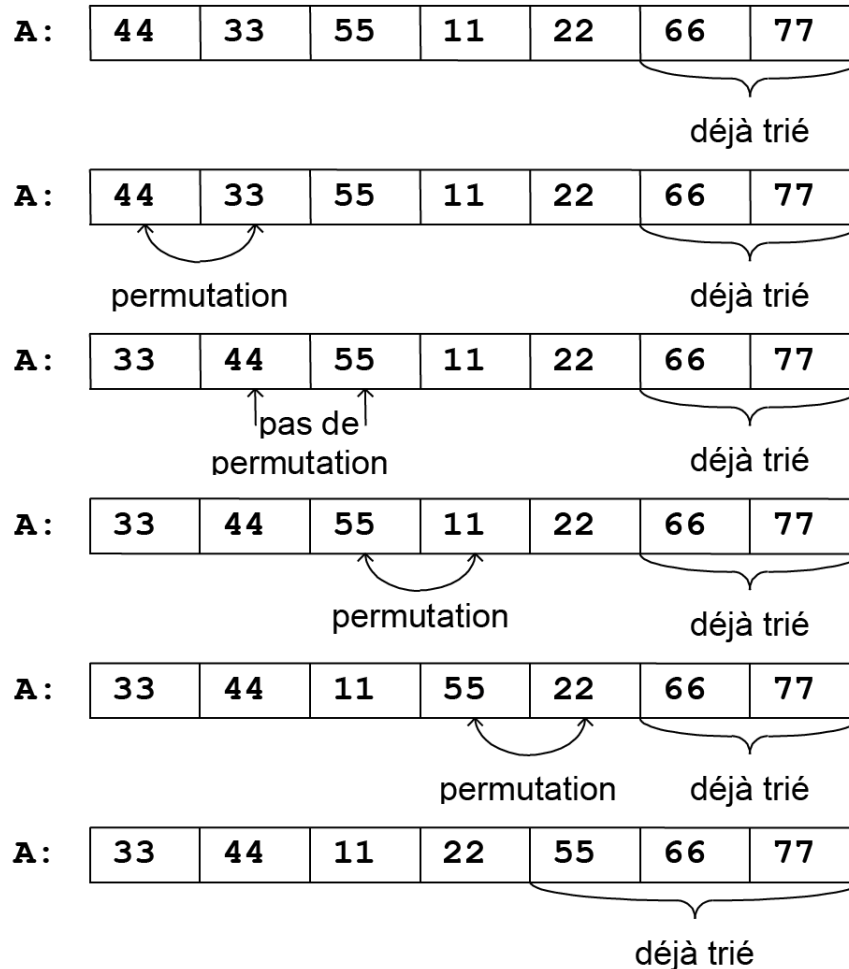 A: 44 33 55 11 22 66 77
déjà trié
A: 44 33 55 11 22 66 77
permutation déjà trié
A: 33 44 55 11 22 66 77
pas de
permutation déjà trié
A: 33 44 55 11 22 66 77
permutation déjà trié
A: 33 44 11 55 22 66 77
permutation déjà trié
A: 33 44 11 22 55 66 77
déjà trié